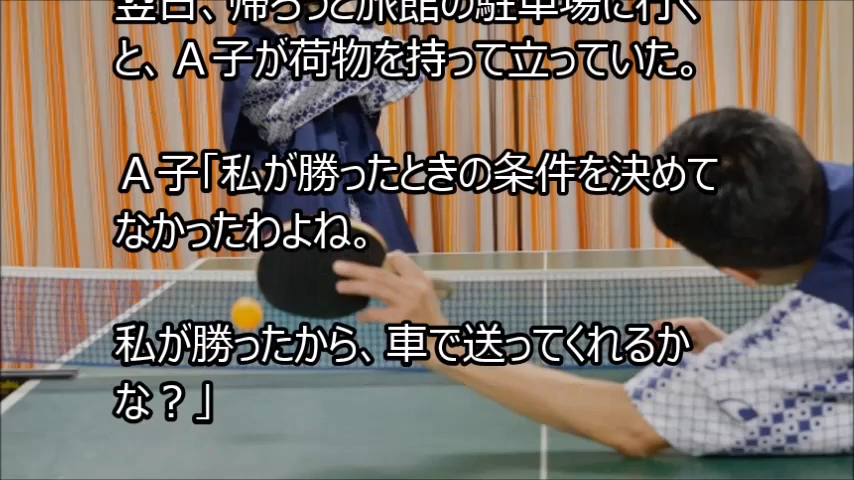 翌日、帰ろうと旅館の駐車場に行く
と、Ａ子が荷物を持って立っていた。
Ａ子「私が勝ったときの条件を決めて
なかったわよね。
私が勝ったから、車で送ってくれるか
な？」